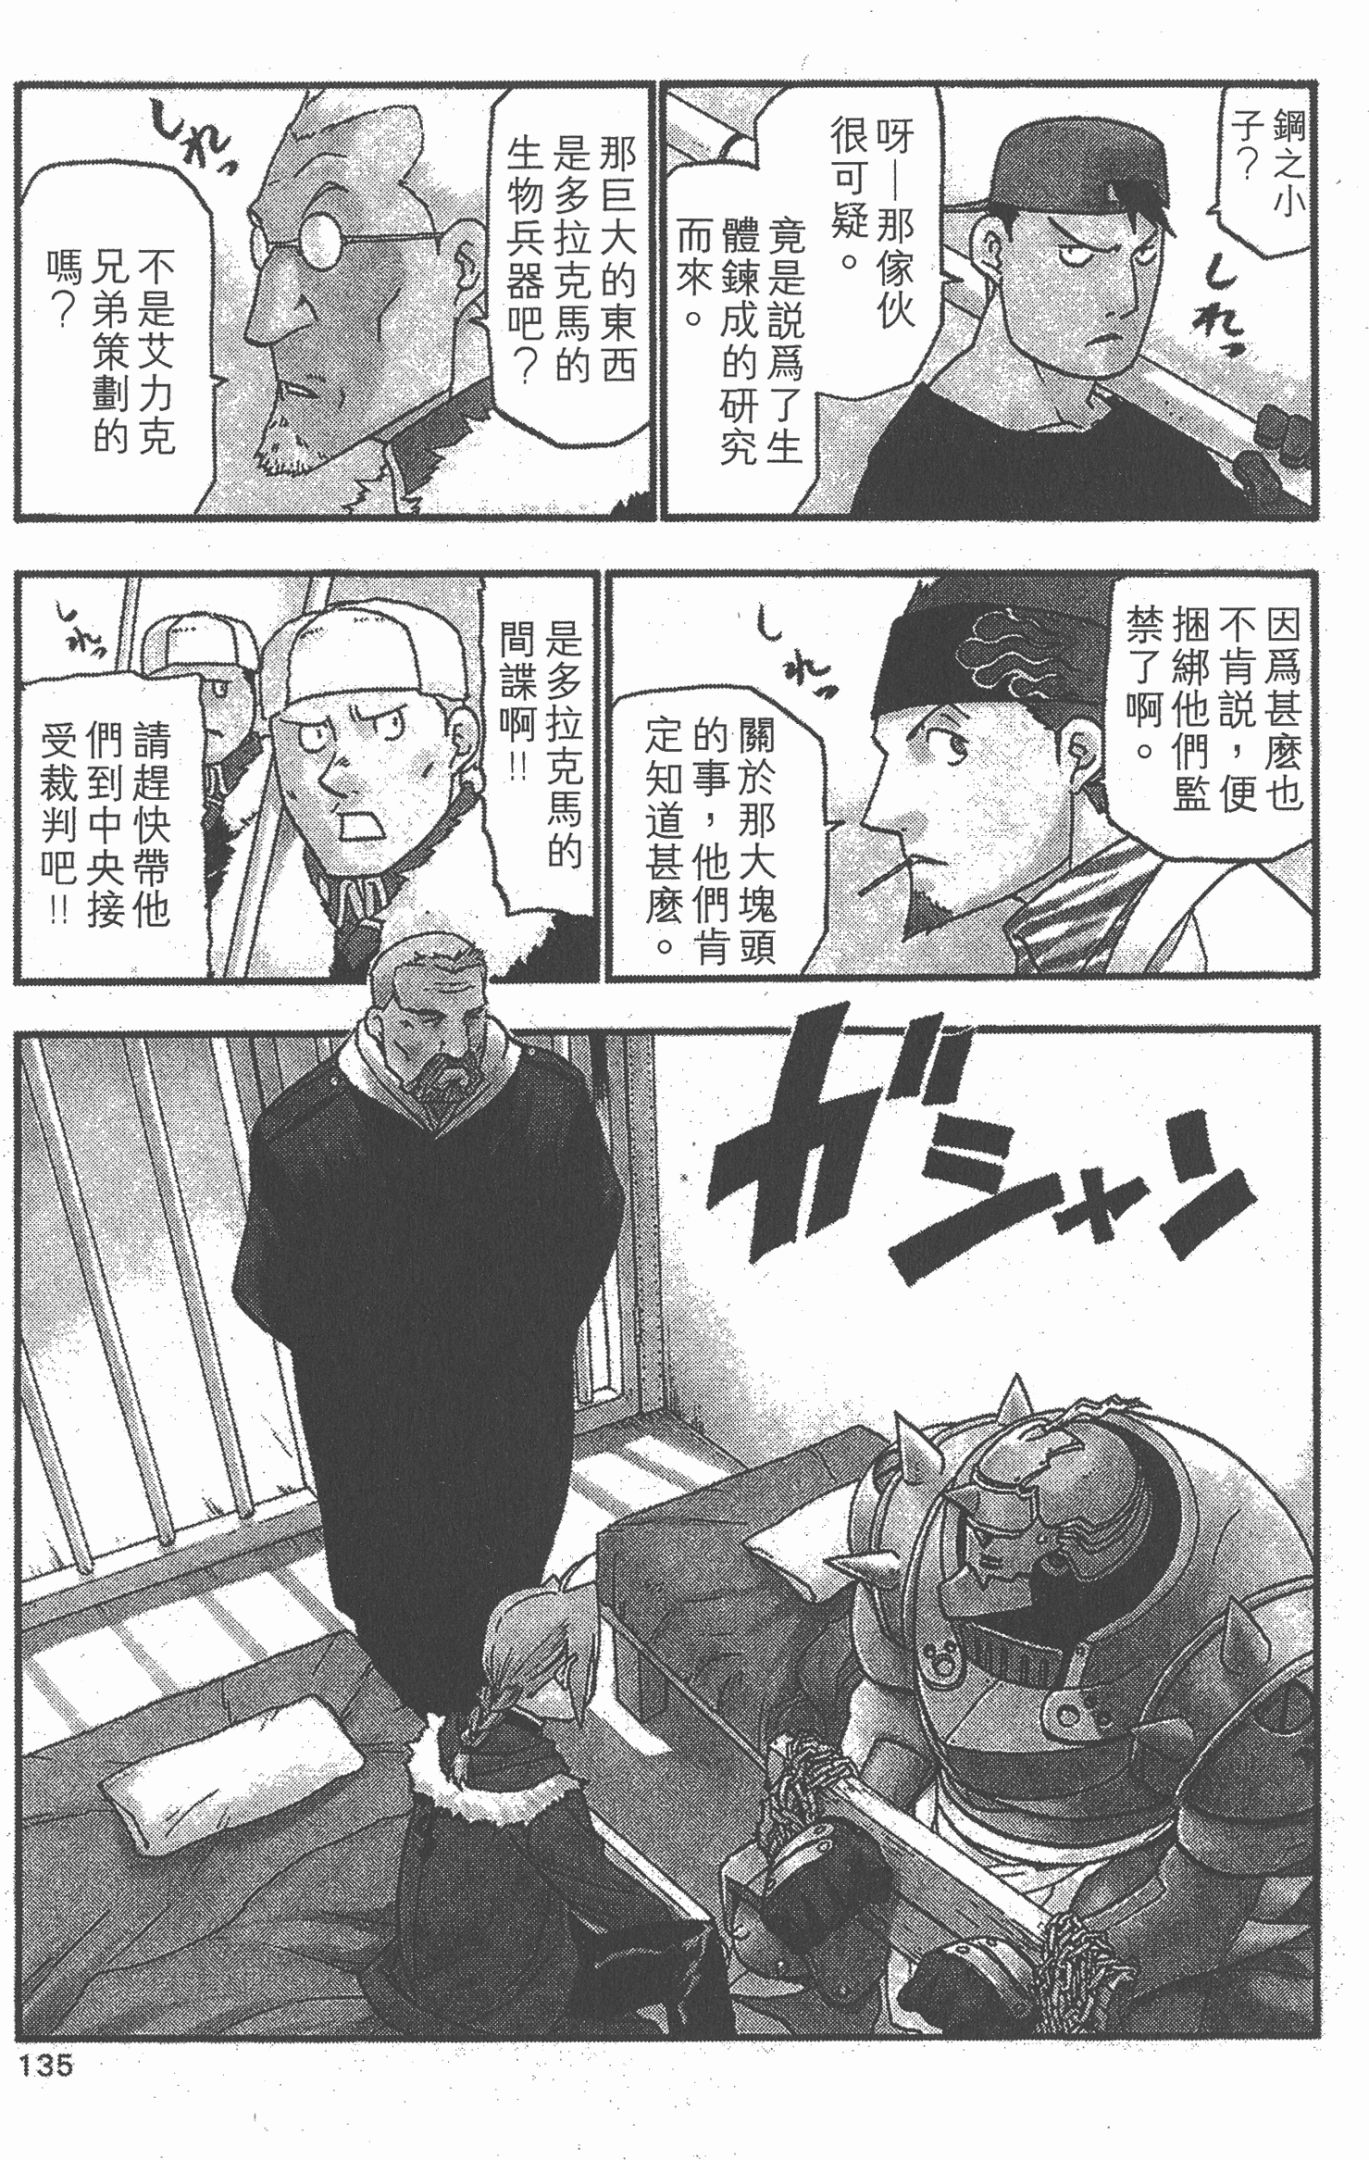 鋼之小
子？
しれっ
呀—那傢伙
很可疑。
竟是説爲了生
體鍊成的研究
而來。
那巨大的東西
是多拉克馬的
生物兵器吧？
しれっ
不是艾力克
兄弟策劃的
嗎？
因爲甚麽也
不肯説，便
捆綁他們監
禁了啊。
しれっ
關於那大塊頭
的事，他們肯
定知道甚麽。
是多拉克馬的
間諜啊!!
しれっ
請趕快帶他
們到中央接
受裁判吧!!
ガシャン
135